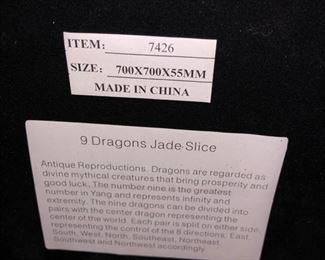 ITEM: 7426
SIZE: 700X700X55MM
MADE IN CHINA
9 Dragons Jade Slice
Antique Reproductions. Dragons are regarded as
divine mythical creatures that bring prosperity and
good luck. The number nine is the greatest
number in Yang and represents infinity and
extremity. The nine dragons can be divided into
pairs with the center dragon representing the
center of the world. Each pair is split on either side,
representing the control of the 8 directions; East,
South, West, North, Southeast, Northeast,
Southwest and Northwest accordingly.